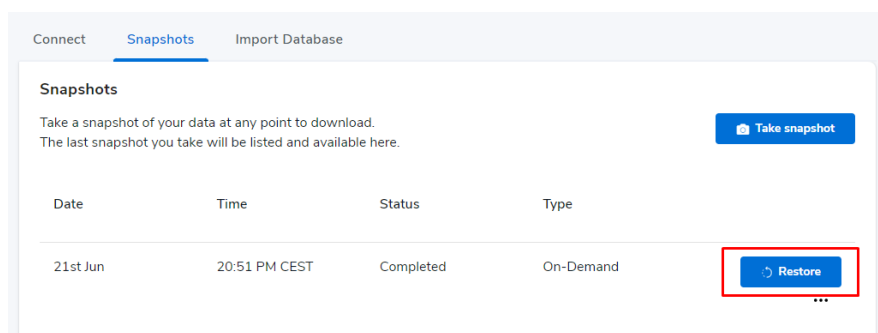 Connect Snapshots Import Database
Snapshots
Take a snapshot of your data at any point to download.
The last snapshot you take will be listed and available here.
Take snapshot
Date Time Status Type
21st Jun 20:51 PM CEST Completed On-Demand Restore
...